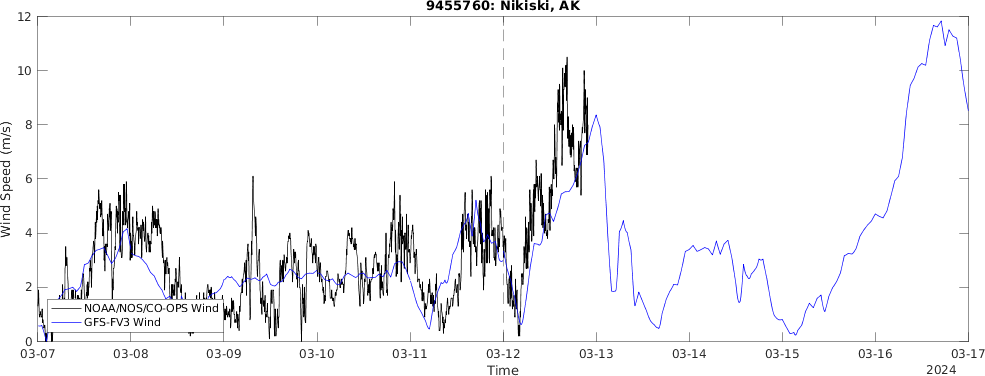 9455760: Nikiski, AK
Wind Speed (m/s)
12
10
8
6
4
2
0
NOAA/NOS/CO-OPS Wind
GFS-FV3 Wind
03-07 03-08 03-09 03-10 03-11 03-12 03-13 03-14 03-15 03-16 03-17
Time
2024